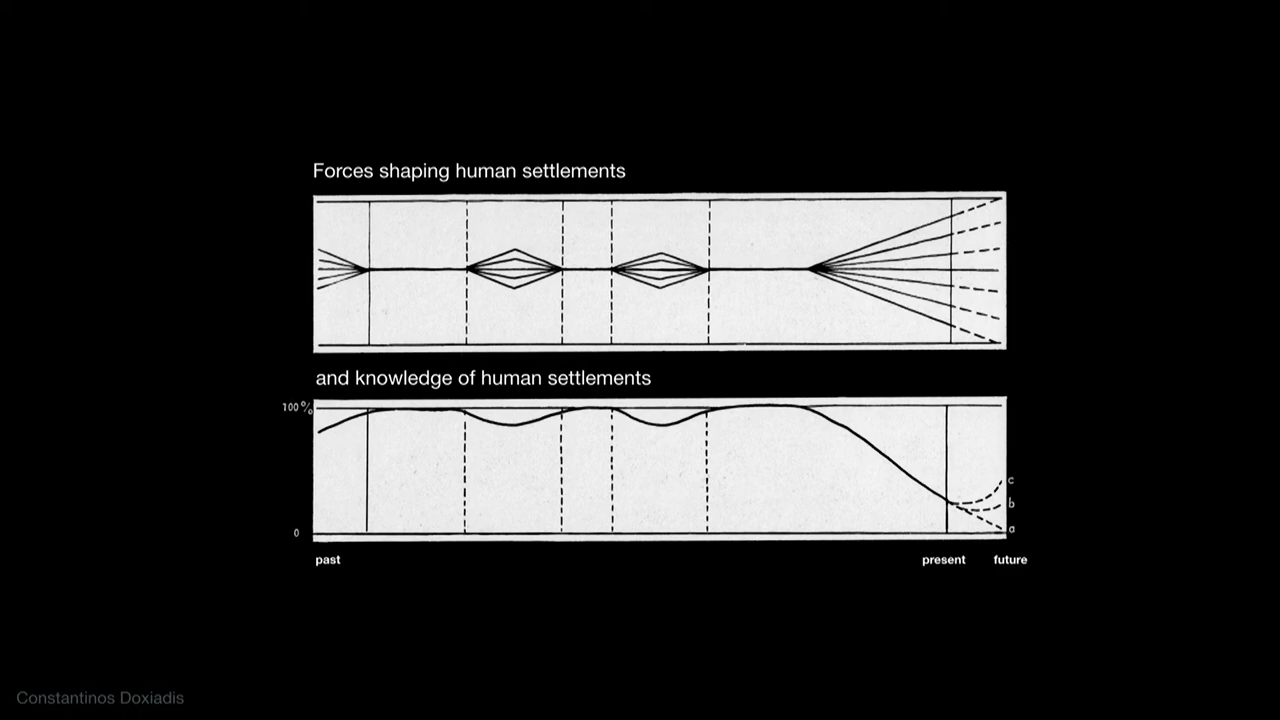 Forces shaping human settlements
and knowledge of human settlements
100%
c
b
0
a
past present future
Constantinos Doxiadis